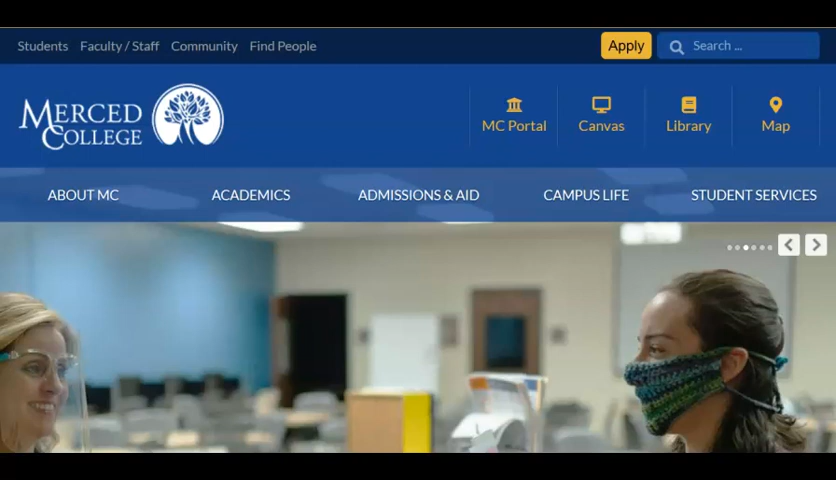 Students Faculty / Staff Community Find People Apply Search ...
MERCED
COLLEGE
MC Portal Canvas Library Map
ABOUT MC ACADEMICS ADMISSIONS & AID CAMPUS LIFE STUDENT SERVICES